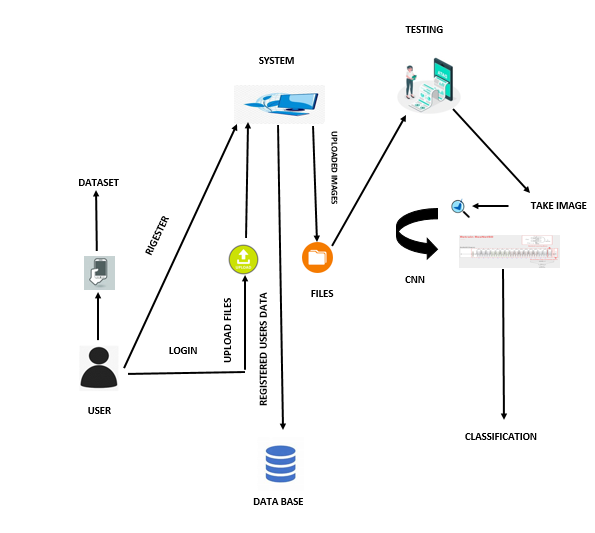 TESTING
SYSTEM
UPLOADED IMAGES
DATASET
TAKE IMAGE
RIGESTER
CNN
FILES
UPLOAD FILES
REGISTERED USERS DATA
LOGIN
USER
CLASSIFICATION
DATA BASE